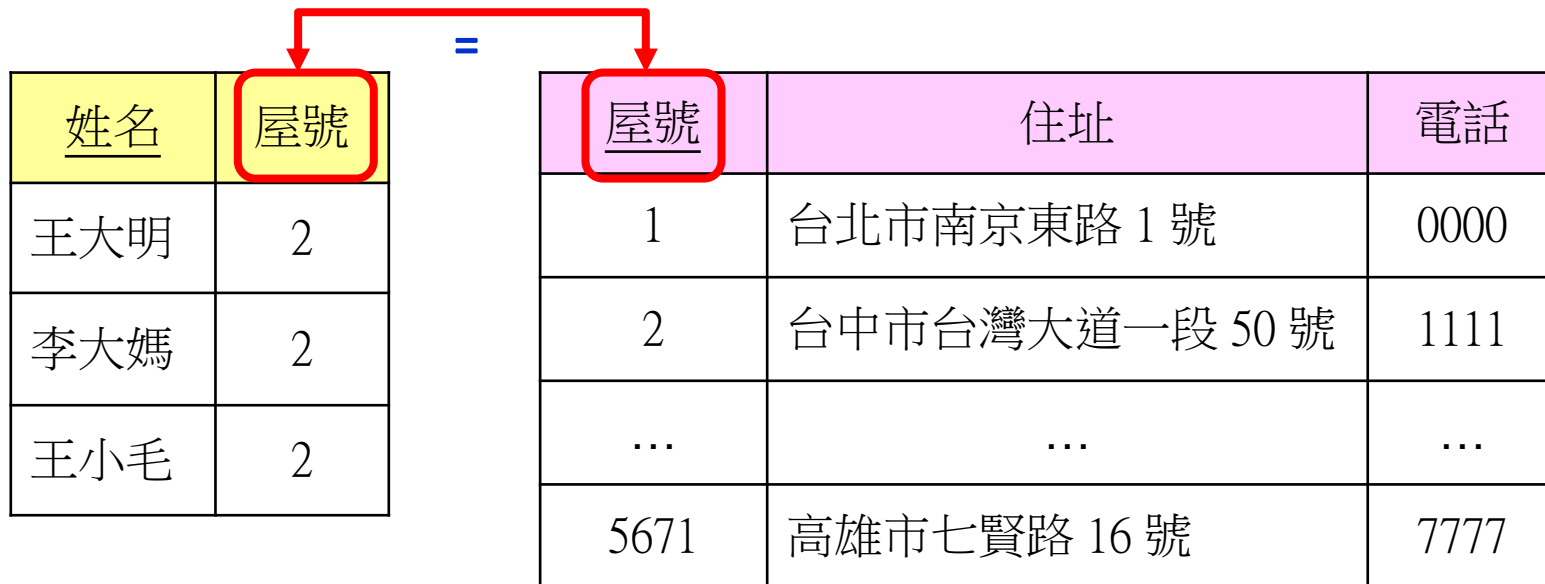 =
姓名 屋號
王大明 2
李大媽 2
王小毛 2
屋號 住址 電話
1 台北市南京東路 1 號 0000
2 台中市台灣大道一段 50 號 1111
… … …
5671 高雄市七賢路 16 號 7777